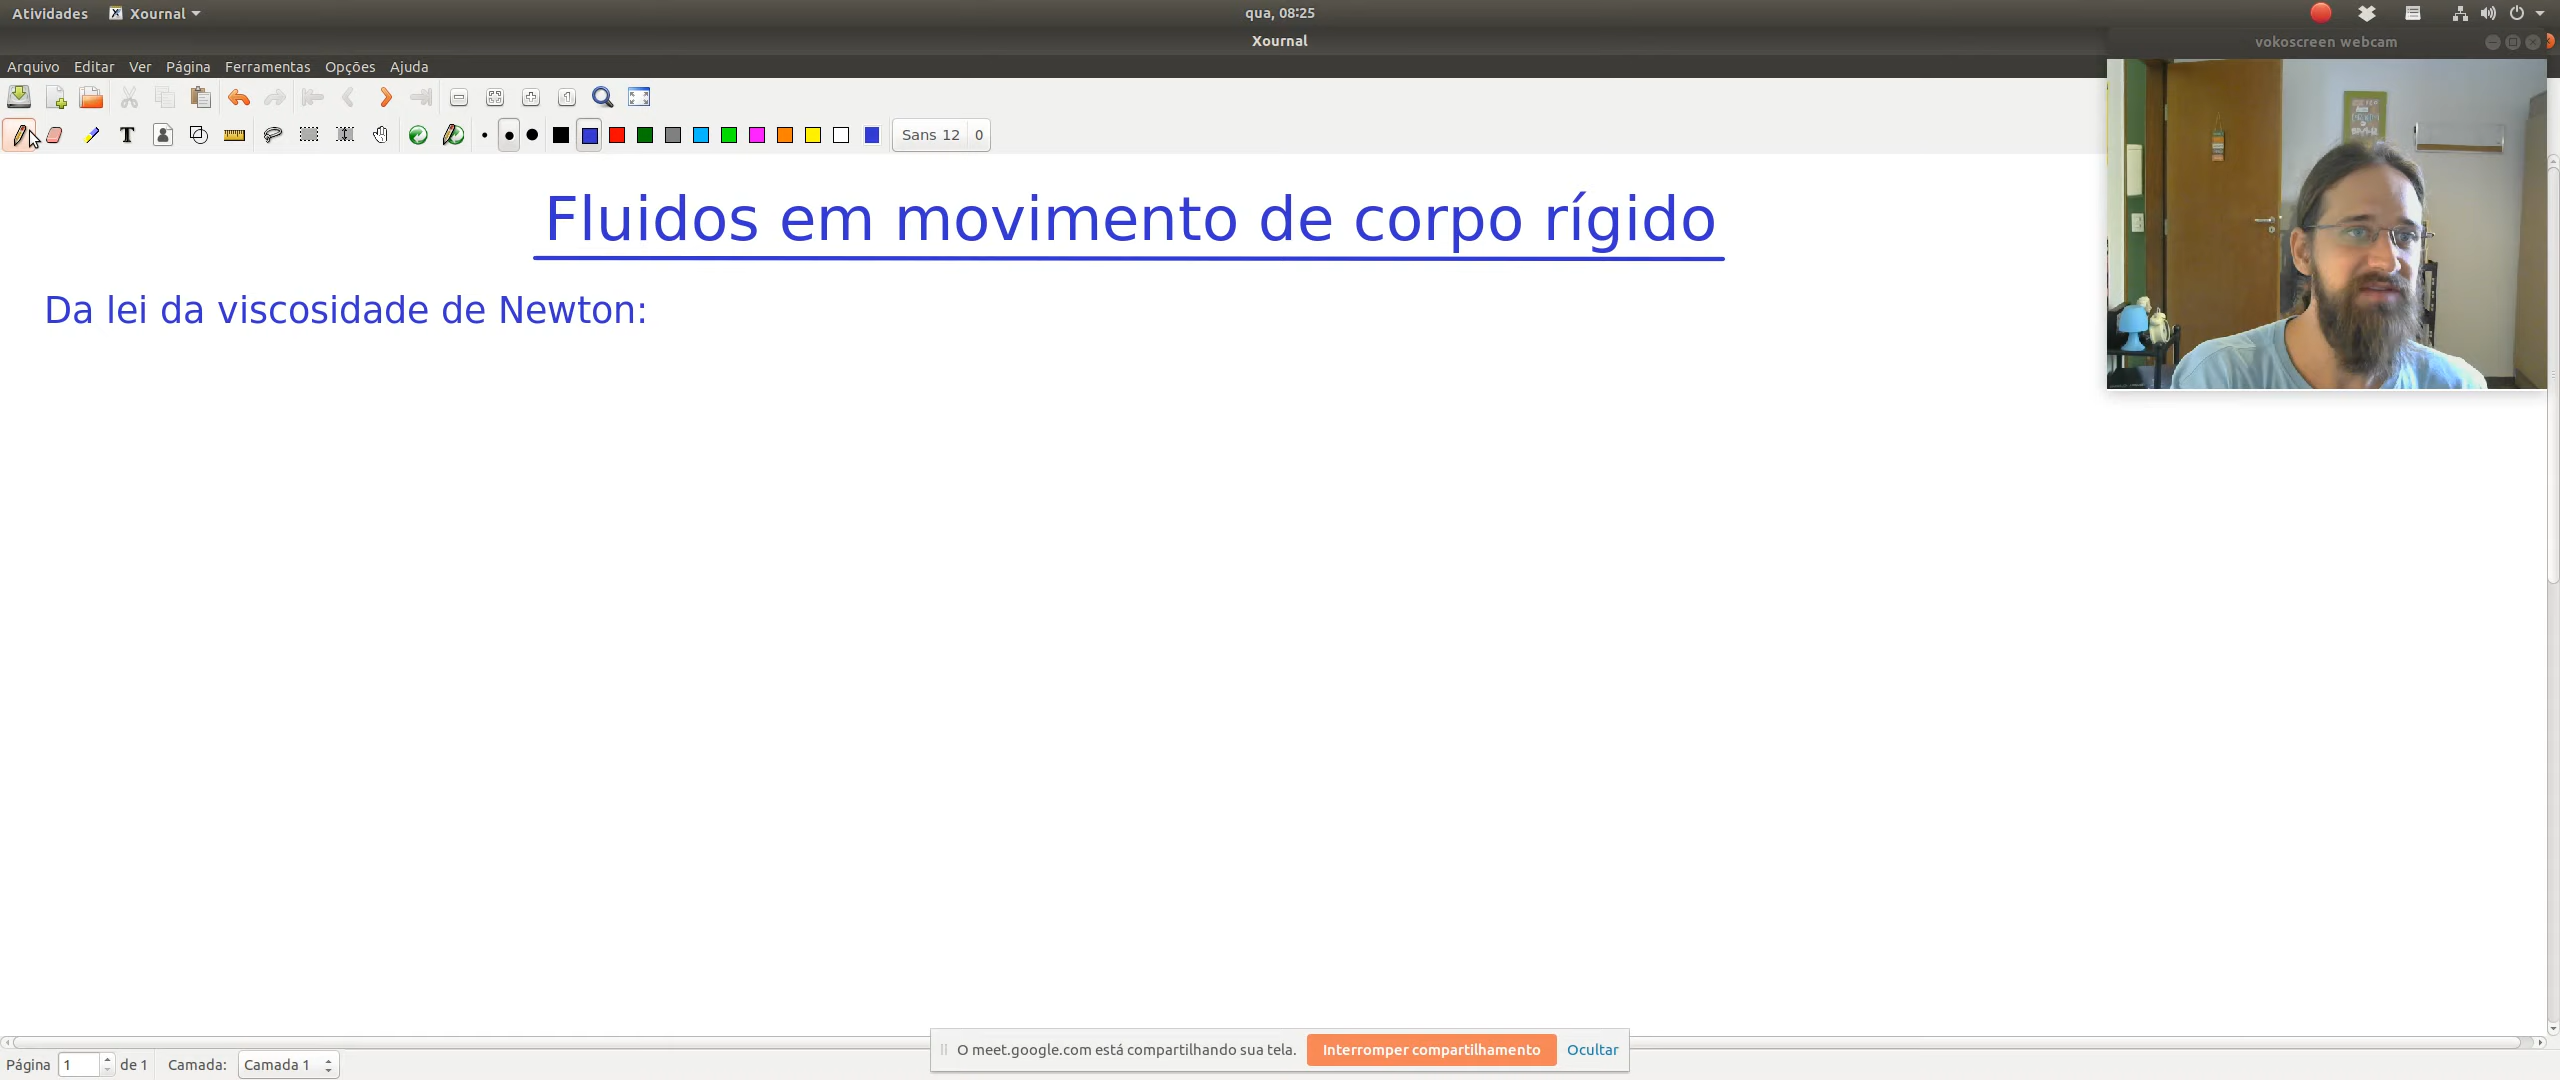 Atividades Xournal qua, 08:25
Xournal
vokoscreen webcam
Arquivo Editar Ver Página Ferramentas Opções Ajuda
Sans 12 0
Fluidos em movimento de corpo rígido
Da lei da viscosidade de Newton:
O meet.google.com está compartilhando sua tela. Interromper compartilhamento Ocultar
Página 1 de 1 Camada: Camada 1